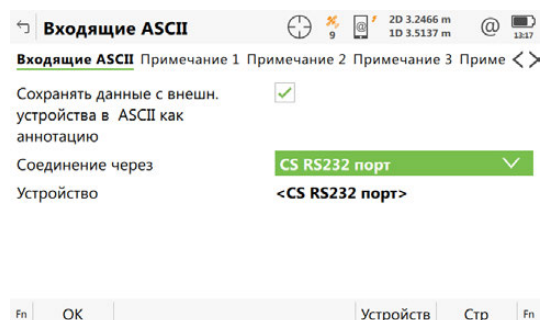 Входящие ASCII 9 @ 2D 3.2466 m @
1D 3.5137 m 13:17
Входящие ASCII Примечание 1 Примечание 2 Примечание 3 Приме < >
Сохранять данные с внешн.
устройства в ASCII как
аннотацию
Соединение через CS RS232 порт
Устройство <CS RS232 порт>
Fn OK Устройств Стр Fn